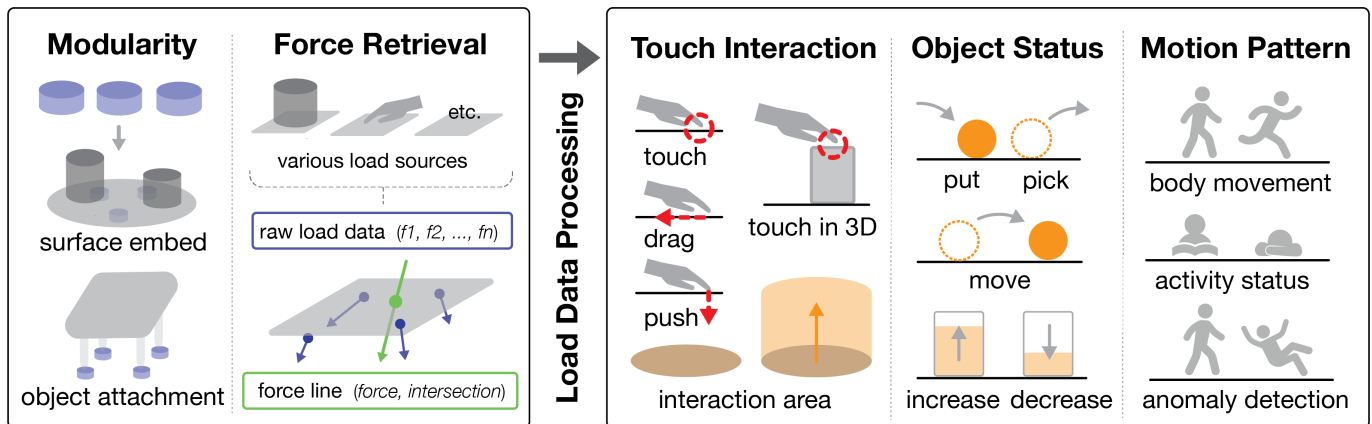 Modularity
surface embed
object attachment
Force Retrieval
etc.
various load sources
raw load data (f1, f2, ..., fn)
force line (force, intersection)
Load Data Processing
Touch Interaction
touch
drag
push
touch in 3D
interaction area
Object Status
put pick
move
increase decrease
Motion Pattern
body movement
activity status
anomaly detection